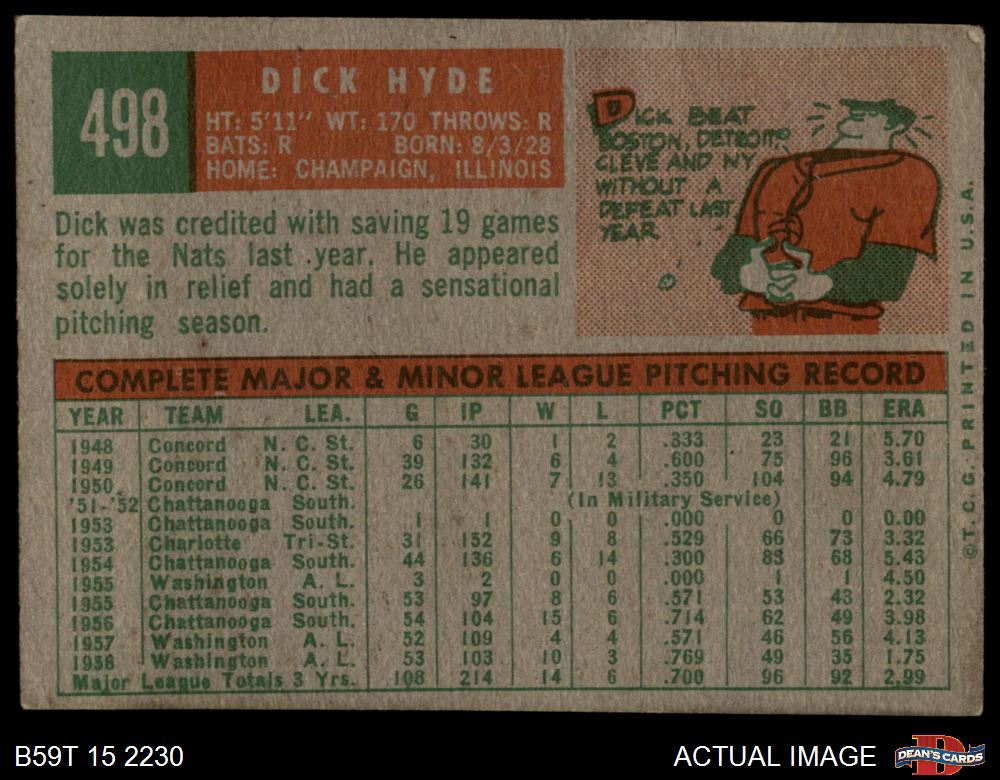 498
DICK HYDE
HT: 5'11" WT: 170 THROWS: R
BATS: R BORN: 8/3/28
HOME: CHAMPAIGN, ILLINOIS
Dick was credited with saving 19 games
for the Nats last year. He appeared
solely in relief and had a sensational
pitching season.
DICK BEAT
BOSTON, DETROIT,
CLEVE AND NY
WITHOUT A
DEFEAT LAST
YEAR
COMPLETE MAJOR & MINOR LEAGUE PITCHING RECORD
YEAR TEAM LEA. G IP W L PCT SO BB ERA
1948 Concord N. C. St. 6 30 1 2 .333 23 21 5.70
1949 Concord N. C. St. 39 132 6 4 .600 75 96 3.61
1950 Concord N. C. St. 26 141 7 13 .350 104 94 4.79
'51-'52 Chattanooga South. (In Military Service)
1953 Chattanooga South. 1 1 0 0 .000 0 0 0.00
1953 Charlotte Tri-St. 31 152 9 8 .529 66 73 3.32
1954 Chattanooga South. 44 136 6 14 .300 83 68 5.43
1955 Washington A. L. 3 2 0 0 .000 1 1 4.50
1955 Chattanooga South. 53 97 8 6 .571 53 43 2.32
1956 Chattanooga South. 54 104 15 6 .714 62 49 3.98
1957 Washington A. L. 52 109 4 4 .571 46 56 4.13
1958 Washington A. L. 53 103 10 3 .769 49 35 1.75
Major League Totals 3 Yrs. 108 214 14 6 .700 96 92 2.99
©T.C.G. PRINTED IN U.S.A.
B59T 15 2230
ACTUAL IMAGE
D
DEAN'S CARDS